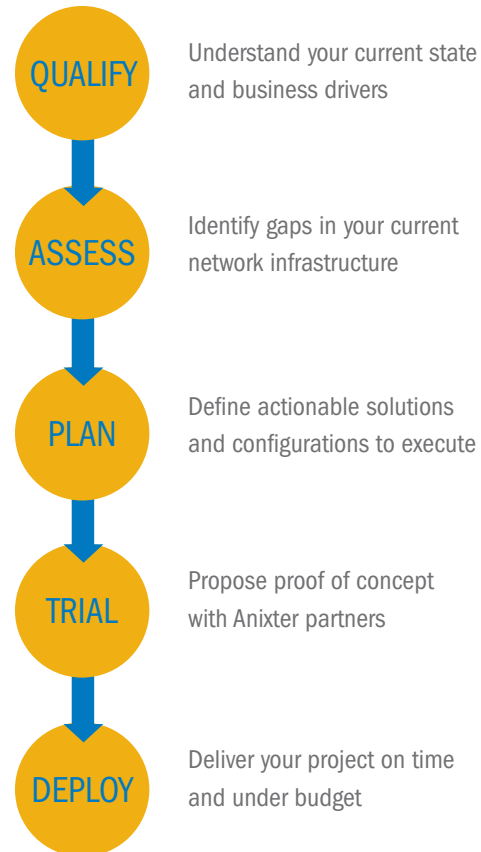 QUALIFY
Understand your current state
and business drivers
ASSESS
Identify gaps in your current
network infrastructure
PLAN
Define actionable solutions
and configurations to execute
TRIAL
Propose proof of concept
with Anixter partners
DEPLOY
Deliver your project on time
and under budget